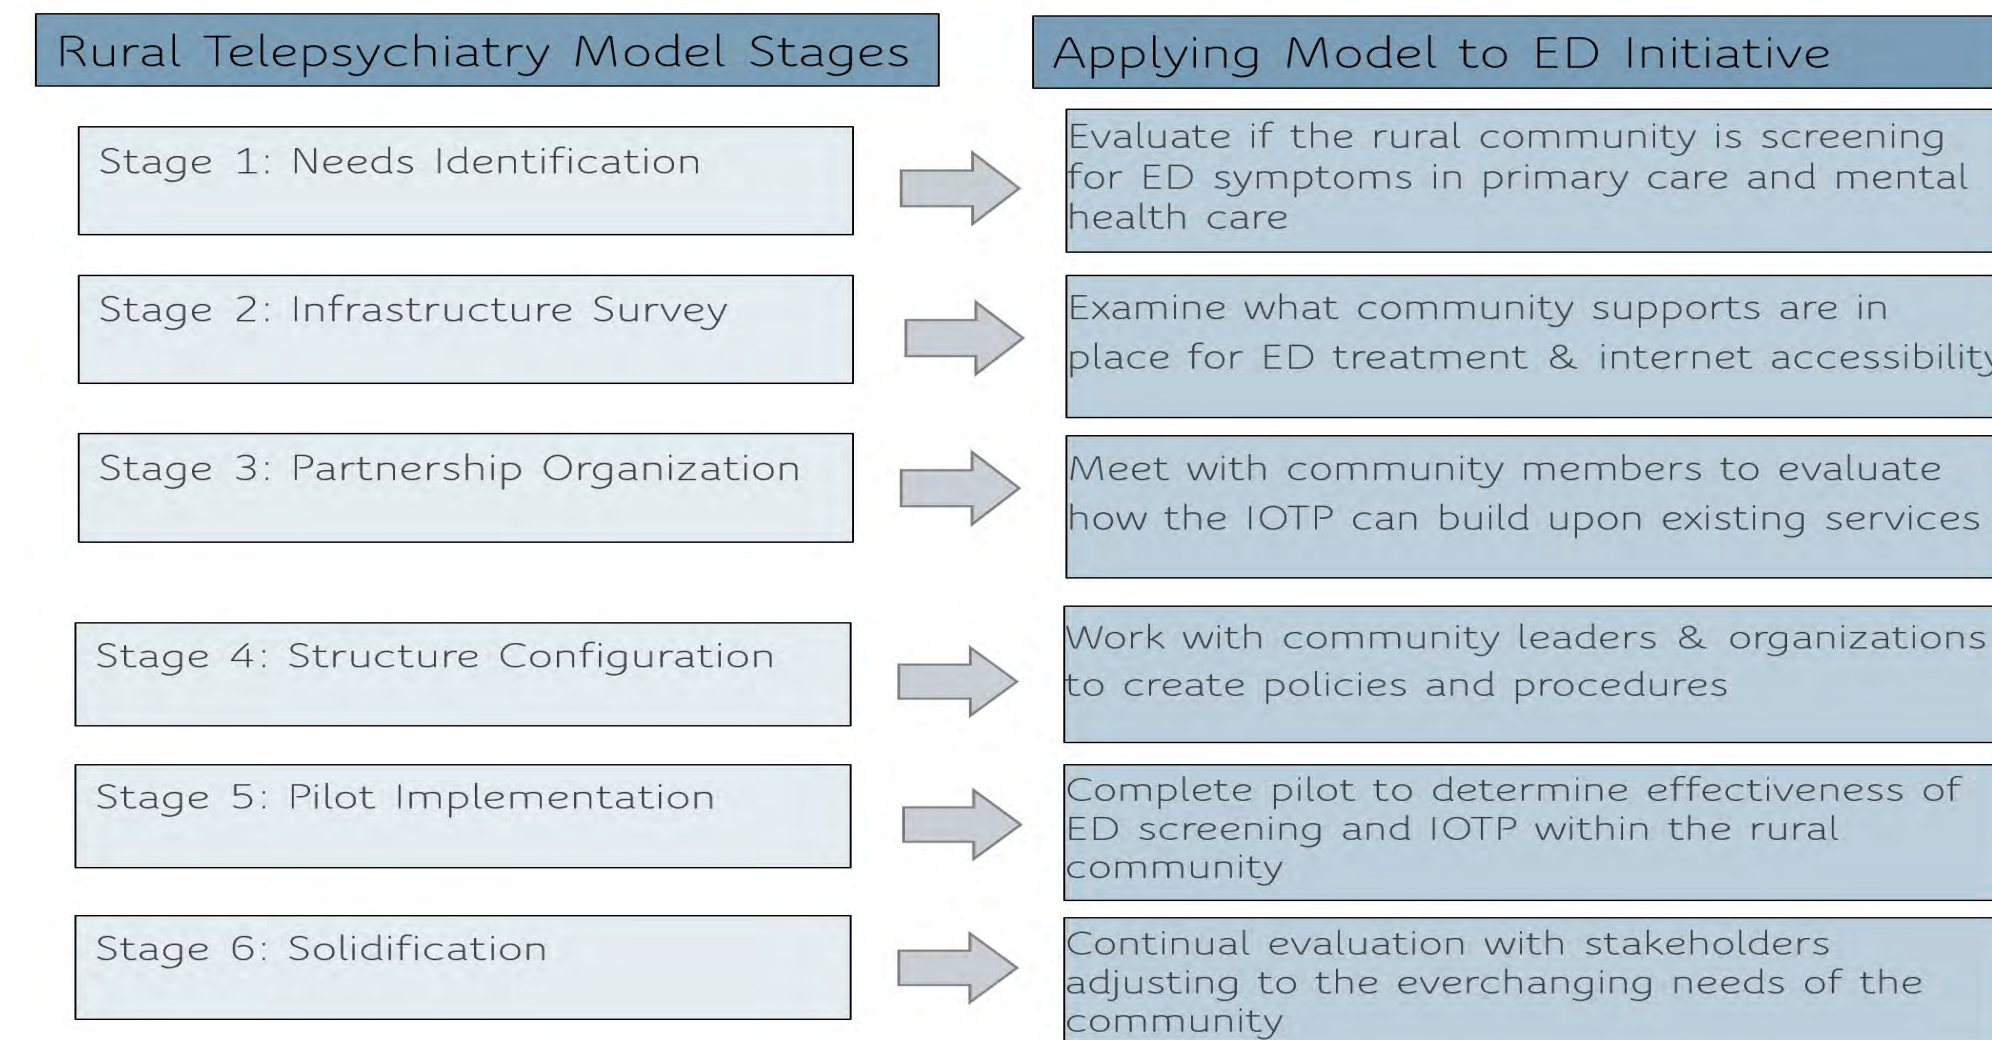 Rural Telepsychiatry Model Stages
Applying Model to ED Initiative
Stage 1: Needs Identification
Evaluate if the rural community is screening
for ED symptoms in primary care and mental
health care
Stage 2: Infrastructure Survey
Examine what community supports are in
place for ED treatment & internet accessibility
Stage 3: Partnership Organization
Meet with community members to evaluate
how the IOTP can build upon existing services
Stage 4: Structure Configuration
Work with community leaders & organizations
to create policies and procedures
Stage 5: Pilot Implementation
Complete pilot to determine effectiveness of
ED screening and IOTP within the rural
community
Stage 6: Solidification
Continual evaluation with stakeholders
adjusting to the everchanging needs of the
community